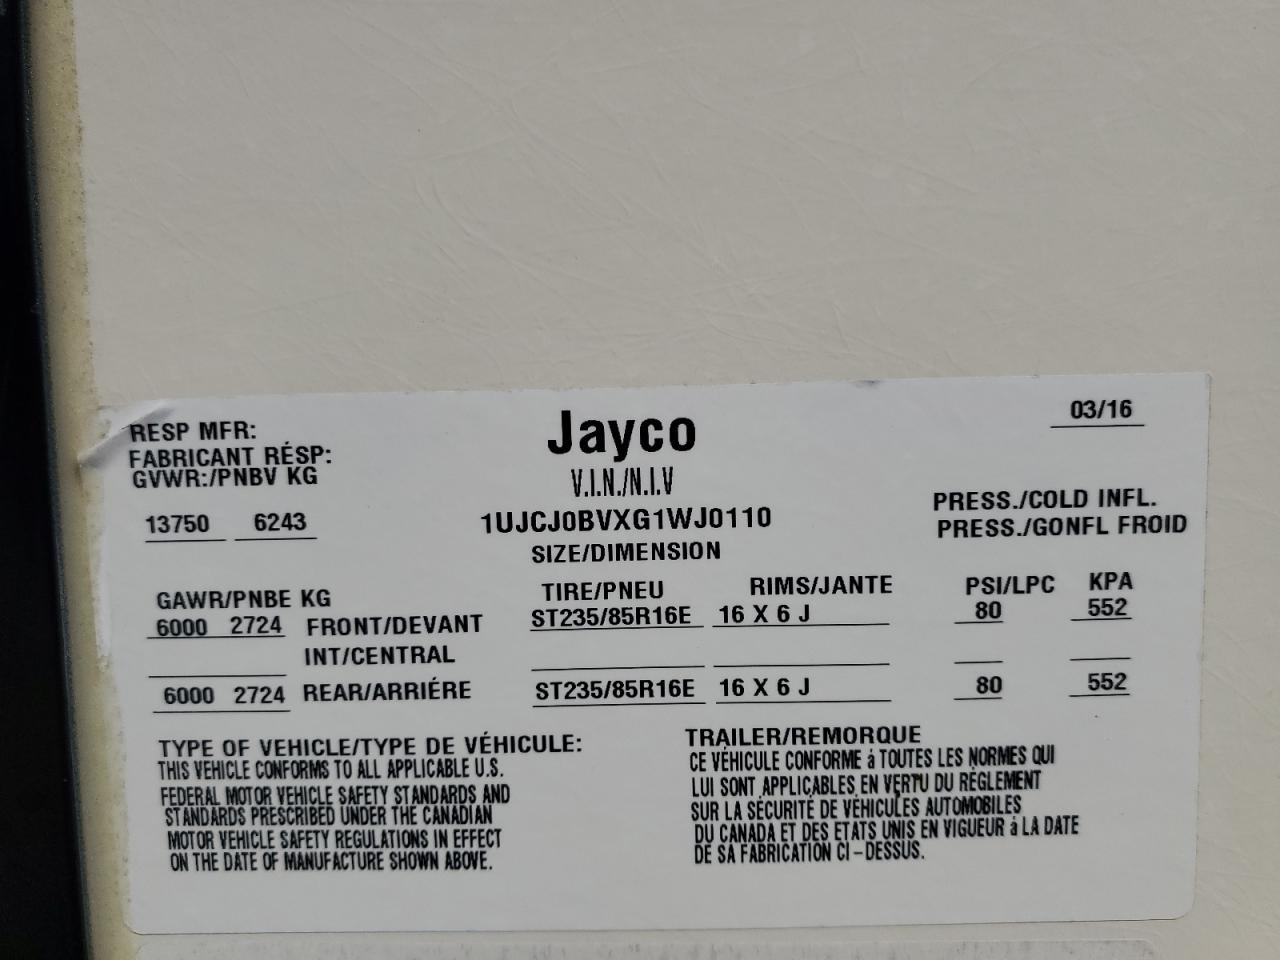 RESP MFR:
FABRICANT RÉSP:
GVWR:/PNBV KG
13750 6243
Jayco
V.I.N./N.I.V
1UJCJ0BVXG1WJ0110
SIZE/DIMENSION
03/16
PRESS./COLD INFL.
PRESS./GONFL FROID
GAWR/PNBE KG TIRE/PNEU RIMS/JANTE PSI/LPC KPA
6000 2724 FRONT/DEVANT ST235/85R16E 16 X 6 J 80 552
INT/CENTRAL
6000 2724 REAR/ARRIÉRE ST235/85R16E 16 X 6 J 80 552
TYPE OF VEHICLE/TYPE DE VÉHICULE:
THIS VEHICLE CONFORMS TO ALL APPLICABLE U.S.
FEDERAL MOTOR VEHICLE SAFETY STANDARDS AND
STANDARDS PRESCRIBED UNDER THE CANADIAN
MOTOR VEHICLE SAFETY REGULATIONS IN EFFECT
ON THE DATE OF MANUFACTURE SHOWN ABOVE.
TRAILER/REMORQUE
CE VÉHICULE CONFORME á TOUTES LES NORMES QUI
LUI SONT APPLICABLES EN VERTU DU RÉGLEMENT
SUR LA SÉCURITÉ DE VÉHICULES AUTOMOBILES
DU CANADA ET DES ETATS UNIS EN VIGUEUR á LA DATE
DE SA FABRICATION CI-DESSUS.